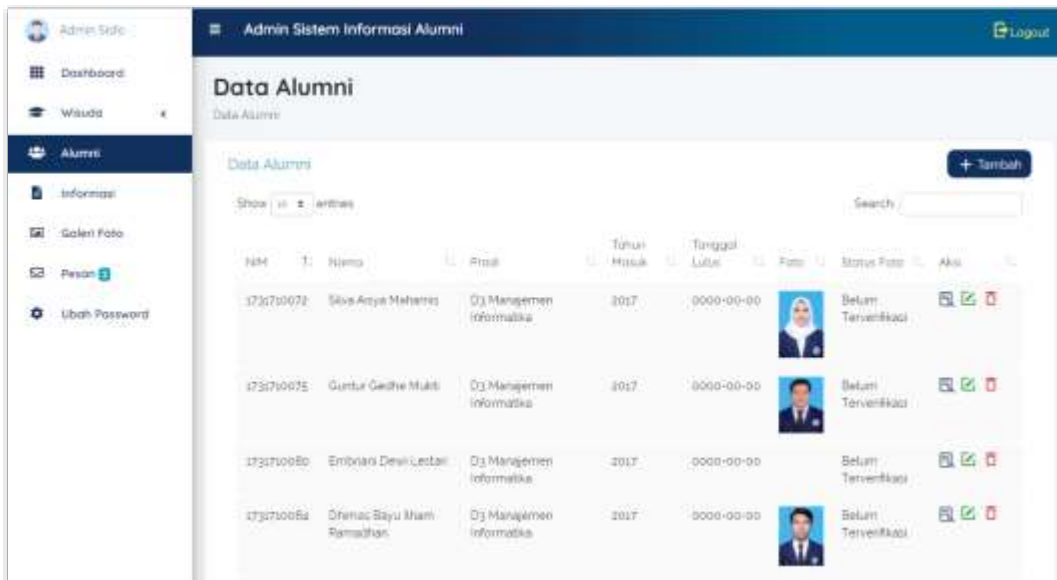 Admin Sisfo
Admin Sistem Informasi Alumni
Logout
Dashboard
Wisuda
Alumni
Informasi
Galeri Foto
Pesan
Ubah Password
Data Alumni
Data Alumni
Data Alumni
+ Tambah
Show 10 entries
Search
NIM Nama Prodi Tahun Masuk Tanggal Lulus Foto Status Foto Aksi
1731710072 Silva Aisya Maharnis D3 Manajemen Informatika 2017 0000-00-00 Belum Terverifikasi
1731710075 Guntur Gedhe Mukti D3 Manajemen Informatika 2017 0000-00-00 Belum Terverifikasi
1731710080 Embriani Dewi Lestari D3 Manajemen Informatika 2017 0000-00-00 Belum Terverifikasi
Dhimas Bayu Ilham Ramadhan D3 Manajemen Informatika 2017 0000-00-00 Belum Terverifikasi